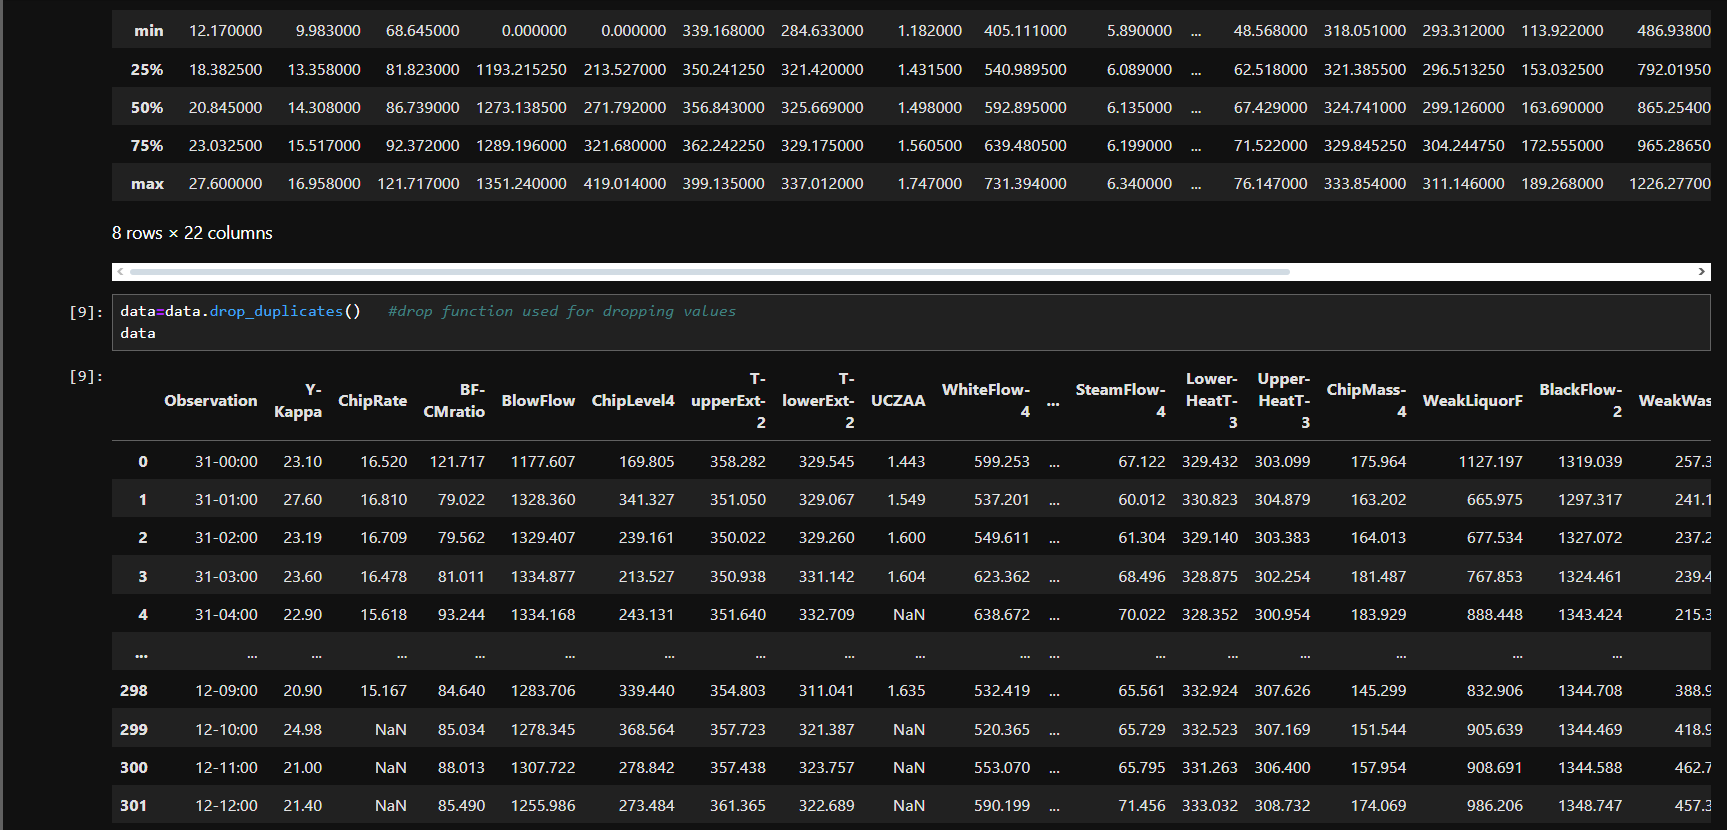 min 12.170000 9.983000 68.645000 0.000000 0.000000 339.168000 284.633000 1.182000 405.111000 5.890000 ... 48.568000 318.051000 293.312000 113.922000 486.93800
25% 18.382500 13.358000 81.823000 1193.215250 213.527000 350.241250 321.420000 1.431500 540.989500 6.089000 ... 62.518000 321.385500 296.513250 153.032500 792.01950
50% 20.845000 14.308000 86.739000 1273.138500 271.792000 356.843000 325.669000 1.498000 592.895000 6.135000 ... 67.429000 324.741000 299.126000 163.690000 865.25400
75% 23.032500 15.517000 92.372000 1289.196000 321.680000 362.242250 329.175000 1.560500 639.480500 6.199000 ... 71.522000 329.845250 304.244750 172.555000 965.28650
max 27.600000 16.958000 121.717000 1351.240000 419.014000 399.135000 337.012000 1.747000 731.394000 6.340000 ... 76.147000 333.854000 311.146000 189.268000 1226.27700
8 rows × 22 columns
[9]: data=data.drop_duplicates() #drop function used for dropping values
data
[9]:
Observation Y-Kappa ChipRate BF-CMratio BlowFlow ChipLevel4 T-upperExt-2 T-lowerExt-2 UCZAA WhiteFlow-4 ... SteamFlow-4 Lower-HeatT-3 Upper-HeatT-3 ChipMass-4 WeakLiquorF BlackFlow-2 WeakWas
0 31-00:00 23.10 16.520 121.717 1177.607 169.805 358.282 329.545 1.443 599.253 ... 67.122 329.432 303.099 175.964 1127.197 1319.039 257.3
1 31-01:00 27.60 16.810 79.022 1328.360 341.327 351.050 329.067 1.549 537.201 ... 60.012 330.823 304.879 163.202 665.975 1297.317 241.1
2 31-02:00 23.19 16.709 79.562 1329.407 239.161 350.022 329.260 1.600 549.611 ... 61.304 329.140 303.383 164.013 677.534 1327.072 237.2
3 31-03:00 23.60 16.478 81.011 1334.877 213.527 350.938 331.142 1.604 623.362 ... 68.496 328.875 302.254 181.487 767.853 1324.461 239.4
4 31-04:00 22.90 15.618 93.244 1334.168 243.131 351.640 332.709 NaN 638.672 ... 70.022 328.352 300.954 183.929 888.448 1343.424 215.3
... ... ... ... ... ... ... ... ... ... ... ... ... ... ... ... ... ...
298 12-09:00 20.90 15.167 84.640 1283.706 339.440 354.803 311.041 1.635 532.419 ... 65.561 332.924 307.626 145.299 832.906 1344.708 388.9
299 12-10:00 24.98 NaN 85.034 1278.345 368.564 357.723 321.387 NaN 520.365 ... 65.729 332.523 307.169 151.544 905.639 1344.469 418.9
300 12-11:00 21.00 NaN 88.013 1307.722 278.842 357.438 323.757 NaN 553.070 ... 65.795 331.263 306.400 157.954 908.691 1344.588 462.7
301 12-12:00 21.40 NaN 85.490 1255.986 273.484 361.365 322.689 NaN 590.199 ... 71.456 333.032 308.732 174.069 986.206 1348.747 457.3